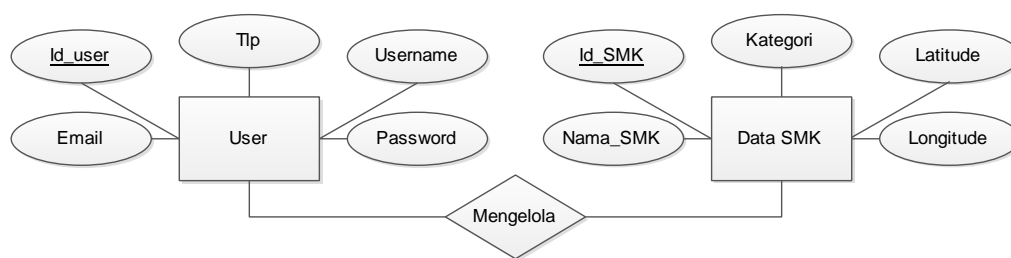 Tlp
Id_user
Username
Email
User
Password
Kategori
Id_SMK
Latitude
Nama_SMK
Data SMK
Longitude
Mengelola